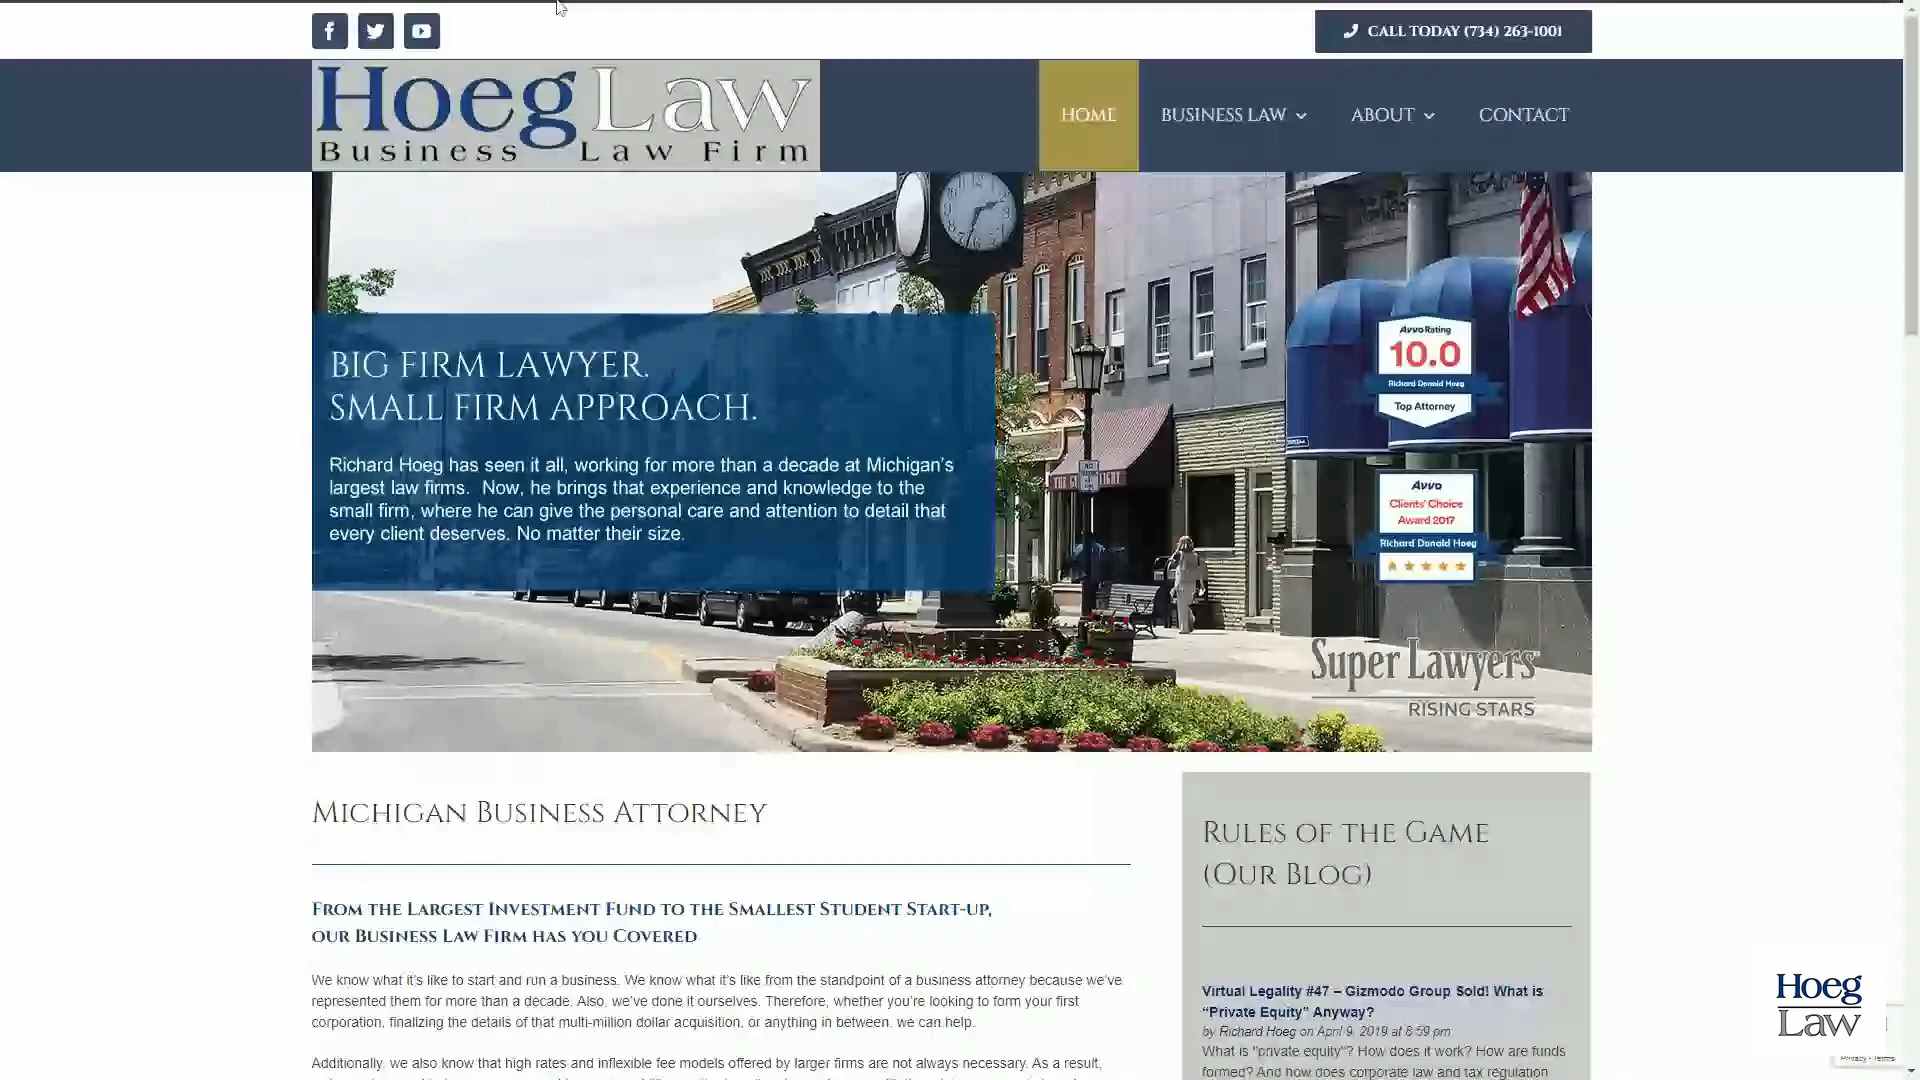 CALL TODAY (734) 263-1001
HoegLaw
Business Law Firm
HOME
BUSINESS LAW
ABOUT
CONTACT
BIG FIRM LAWYER.
SMALL FIRM APPROACH.
Richard Hoeg has seen it all, working for more than a decade at Michigan's
largest law firms. Now, he brings that experience and knowledge to the
small firm, where he can give the personal care and attention to detail that
every client deserves. No matter their size.
Avvo Rating
10.0
Richard Donald Hoeg
Top Attorney
Avvo
Clients' Choice
Award 2017
Richard Donald Hoeg
Super Lawyers
RISING STARS
MICHIGAN BUSINESS ATTORNEY
FROM THE LARGEST INVESTMENT FUND TO THE SMALLEST STUDENT START-UP,
OUR BUSINESS LAW FIRM HAS YOU COVERED
We know what it's like to start and run a business. We know what it's like from the standpoint of a business attorney because we've
represented them for more than a decade. Also, we've done it ourselves. Therefore, whether you're looking to form your first
corporation, finalizing the details of that multi-million dollar acquisition, or anything in between, we can help.
Additionally, we also know that high rates and inflexible fee models offered by larger firms are not always necessary. As a result,
RULES OF THE GAME
(OUR BLOG)
Virtual Legality #47 – Gizmodo Group Sold! What is
“Private Equity” Anyway?
by Richard Hoeg on April 9, 2019 at 8:59 pm
What is "private equity"? How does it work? How are funds
formed? And how does corporate law and tax regulation
Hoeg
Law
Privacy - Terms